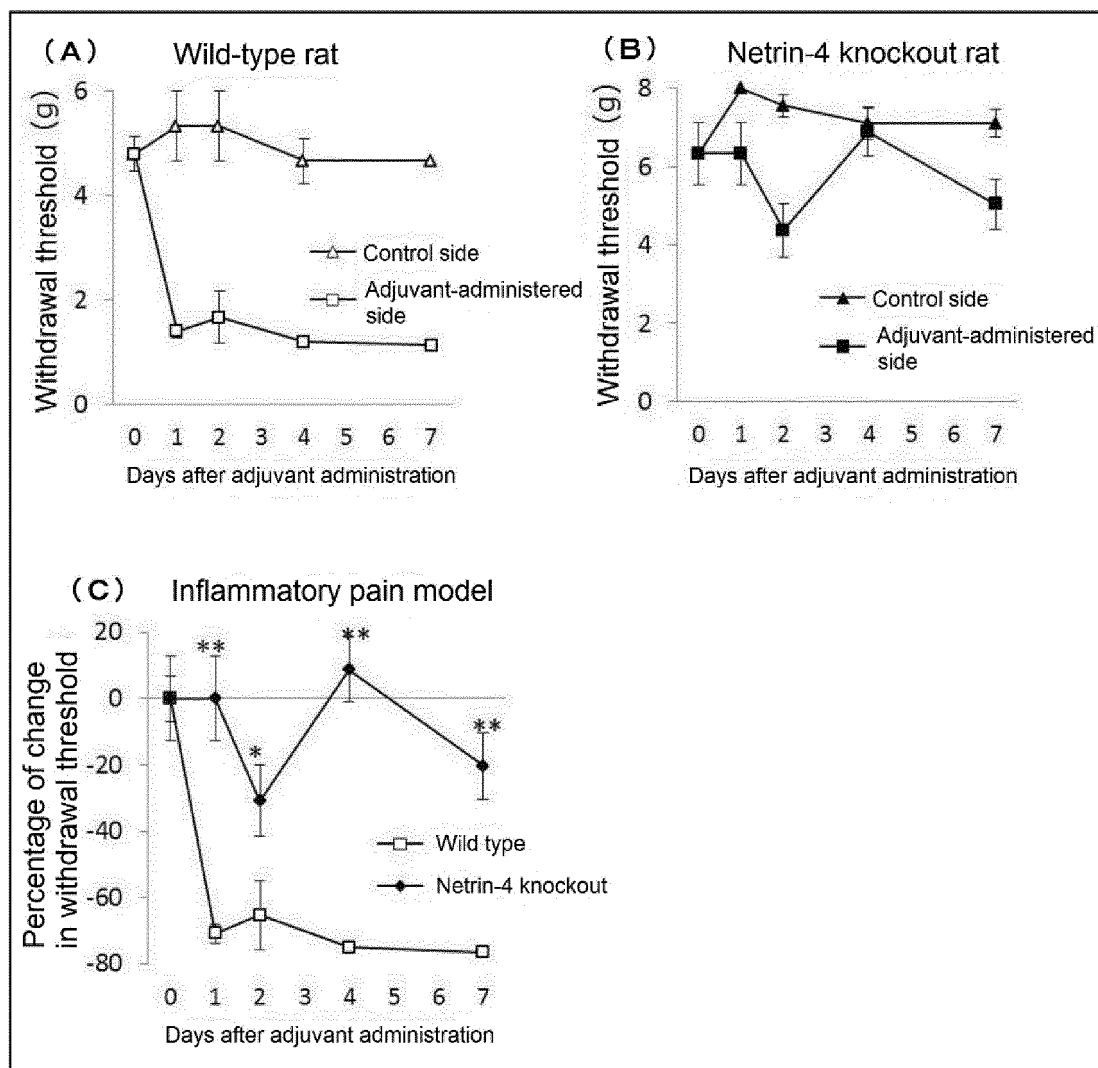 (A) Wild-type rat
Withdrawal threshold (g)
6
4
2
0
Control side
Adjuvant-administered
side
0 1 2 3 4 5 6 7
Days after adjuvant administration
(B) Netrin-4 knockout rat
Withdrawal threshold (g)
8
6
4
2
0
Control side
Adjuvant-administered
side
0 1 2 3 4 5 6 7
Days after adjuvant administration
(C) Inflammatory pain model
Percentage of change
in withdrawal threshold
20
0
-20
-40
-60
-80
**
*
**
**
Wild type
Netrin-4 knockout
0 1 2 3 4 5 6 7
Days after adjuvant administration